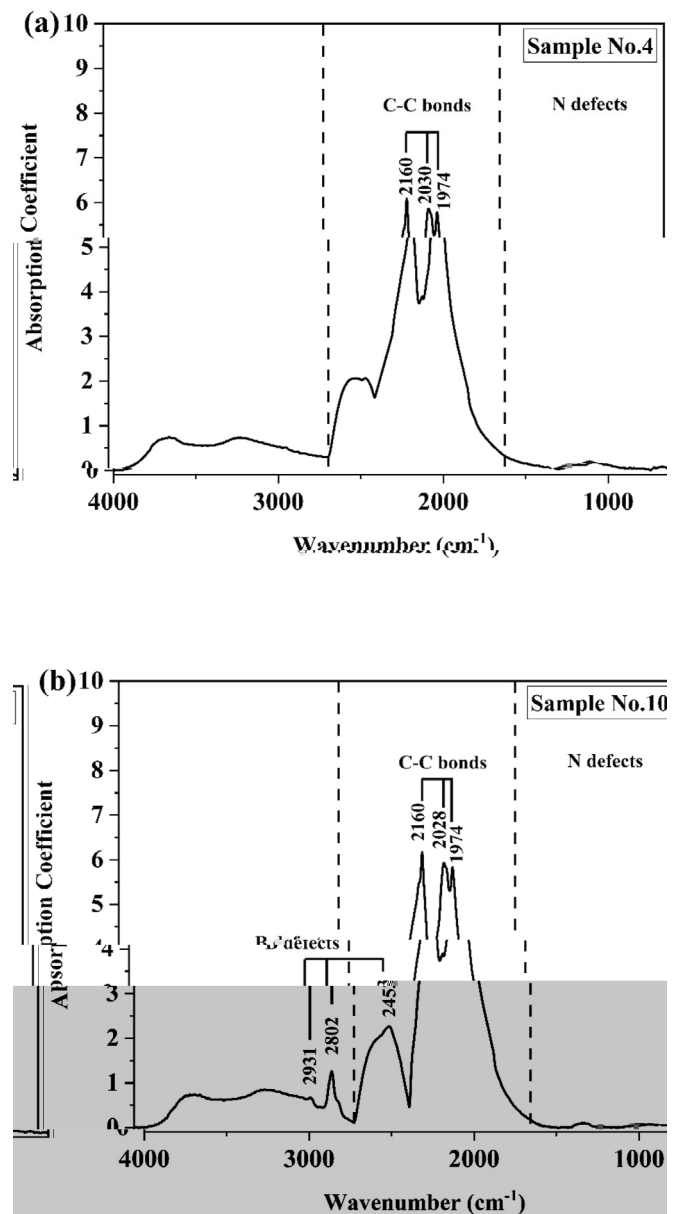 (a)
10
Sample No.4
9
8
C-C bonds
N defects
7
2160
2030
1974
6
5
4
3
2
1
0
Absorption Coefficient
4000
3000
2000
1000
Wavenumber (cm⁻¹)
(b)
10
Sample No.10
9
8
C-C bonds
N defects
7
2160
2028
1974
6
5
defects
4
3
2931
2802
2
1
0
Coefficient
4000
3000
2000
1000
Wavenumber (cm⁻¹)